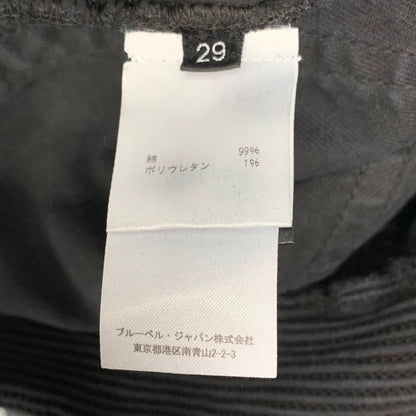 29
綿 99%
ポリウレタン 1%
ブルーベル・ジャパン株式会社
東京都港区南青山2-2-3